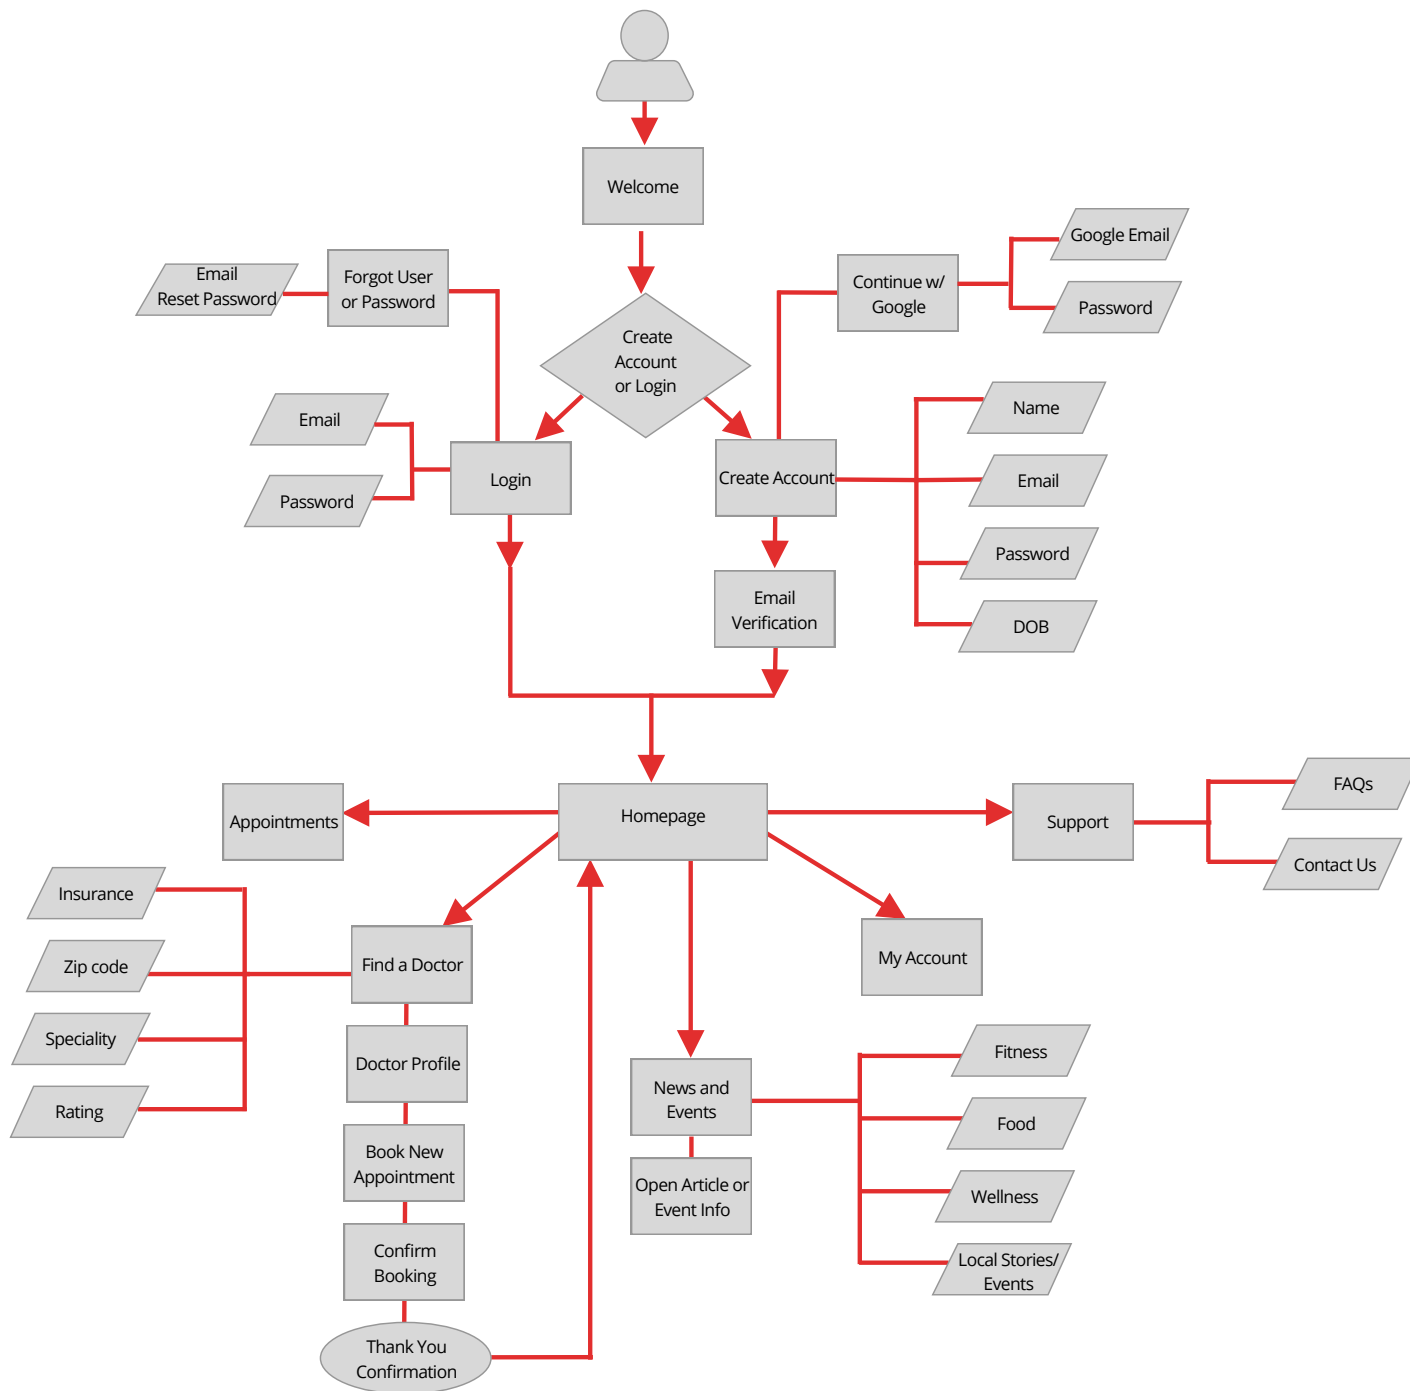 Welcome
Google Email
Email
Reset Password
Forgot User
or Password
Continue w/
Google
Password
Create
Account
or Login
Email
Name
Login
Create Account
Email
Password
Password
Email
Verification
DOB
Appointments
Homepage
Support
FAQs
Contact Us
Insurance
Zip code
Speciality
Rating
Find a Doctor
My Account
Doctor Profile
News and
Events
Fitness
Food
Wellness
Local Stories/
Events
Book New
Appointment
Open Article or
Event Info
Confirm
Booking
Thank You
Confirmation